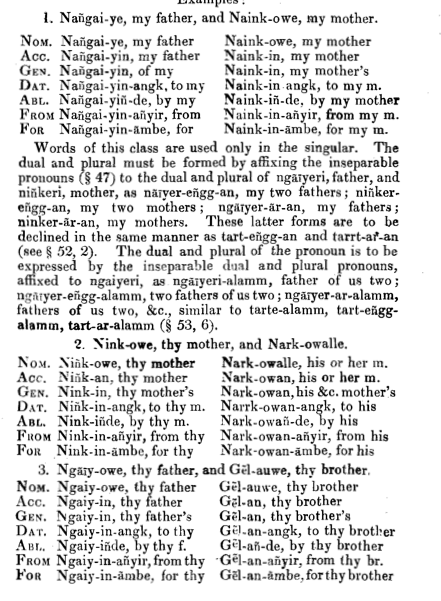 Examples:
1. Nañgai-ye, my father, and Naink-owe, my mother.
NOM. Nañgai-ye, my father Naink-owe, my mother
ACC. Nañgai-yin, my father Naink-in, my mother
GEN. Nañgai-yin, of my Naink-in, my mother's
DAT. Nañgai-yin-angk, to my Naink-in angk, to my m.
ABL. Nañgai-yiñ-de, by my Naink-iñ-de, by my mother
FROM Nañgai-yin-añyir, from Naink-in-añyir, from my m.
FOR Nañgai-yin-āmbe, for Naink-in-āmbe, for my m.
Words of this class are used only in the singular. The
dual and plural must be formed by affixing the inseparable
pronouns (§ 47) to the dual and plural of ngāiyeri, father, and
niñkeri, mother, as nāiyer-eñgg-an, my two fathers; niñker-
eñgg-an, my two mothers; ngāiyer-ār-an, my fathers;
ninker-ār-an, my mothers. These latter forms are to be
declined in the same manner as tart-eñgg-an and tarrt-ar-an
(see § 52, 2). The dual and plural of the pronoun is to be
expressed by the inseparable dual and plural pronouns,
affixed to ngaiyeri, as ngāiyeri-alamm, father of us two;
ngāiyer-eñgg-alamm, two fathers of us two; ngāiyer-ar-alamm,
fathers of us two, &c., similar to tarte-alamm, tart-eñgg-
alamm, tart-ar-alamm (§ 53, 6).
2. Nink-owe, thy mother, and Nark-owalle.
NOM. Niñk-owe, thy mother Nark-owalle, his or her m.
ACC. Niñk-an, thy mother Nark-owan, his or her m.
GEN. Nink-in, thy mother's Nark-owan, his &c. mother's
DAT. Nink-in-angk, to thy m. Narrk-owan-angk, to his
ABL. Nink-iñde, by thy m. Nark-owañ-de, by his
FROM Nink-in-añyir, from thy Nark-owan-añyir, from his
FOR Nink-in-āmbe, for thy Nark-owan-āmbe, for his
3. Ngāiy-owe, thy father, and Gĕl-auwe, thy brother.
NOM. Ngaiy-owe, thy father Gĕl-auwe, thy brother
ACC. Ngaiy-in, thy father Gĕl-an, thy brother
GEN. Ngaiy-in, thy father's Gĕl-an, thy brother's
DAT. Ngaiy-in-angk, to thy Gĕl-an-angk, to thy brother
ABL. Ngaiy-iñde, by thy f. Gĕl-añ-de, by thy brother
FROM Ngaiy-in-añyir, from thy Gĕl-an-añyir, from thy br.
FOR Ngaiy-in-āmbe, for thy Gĕl-an-āmbe, for thy brother